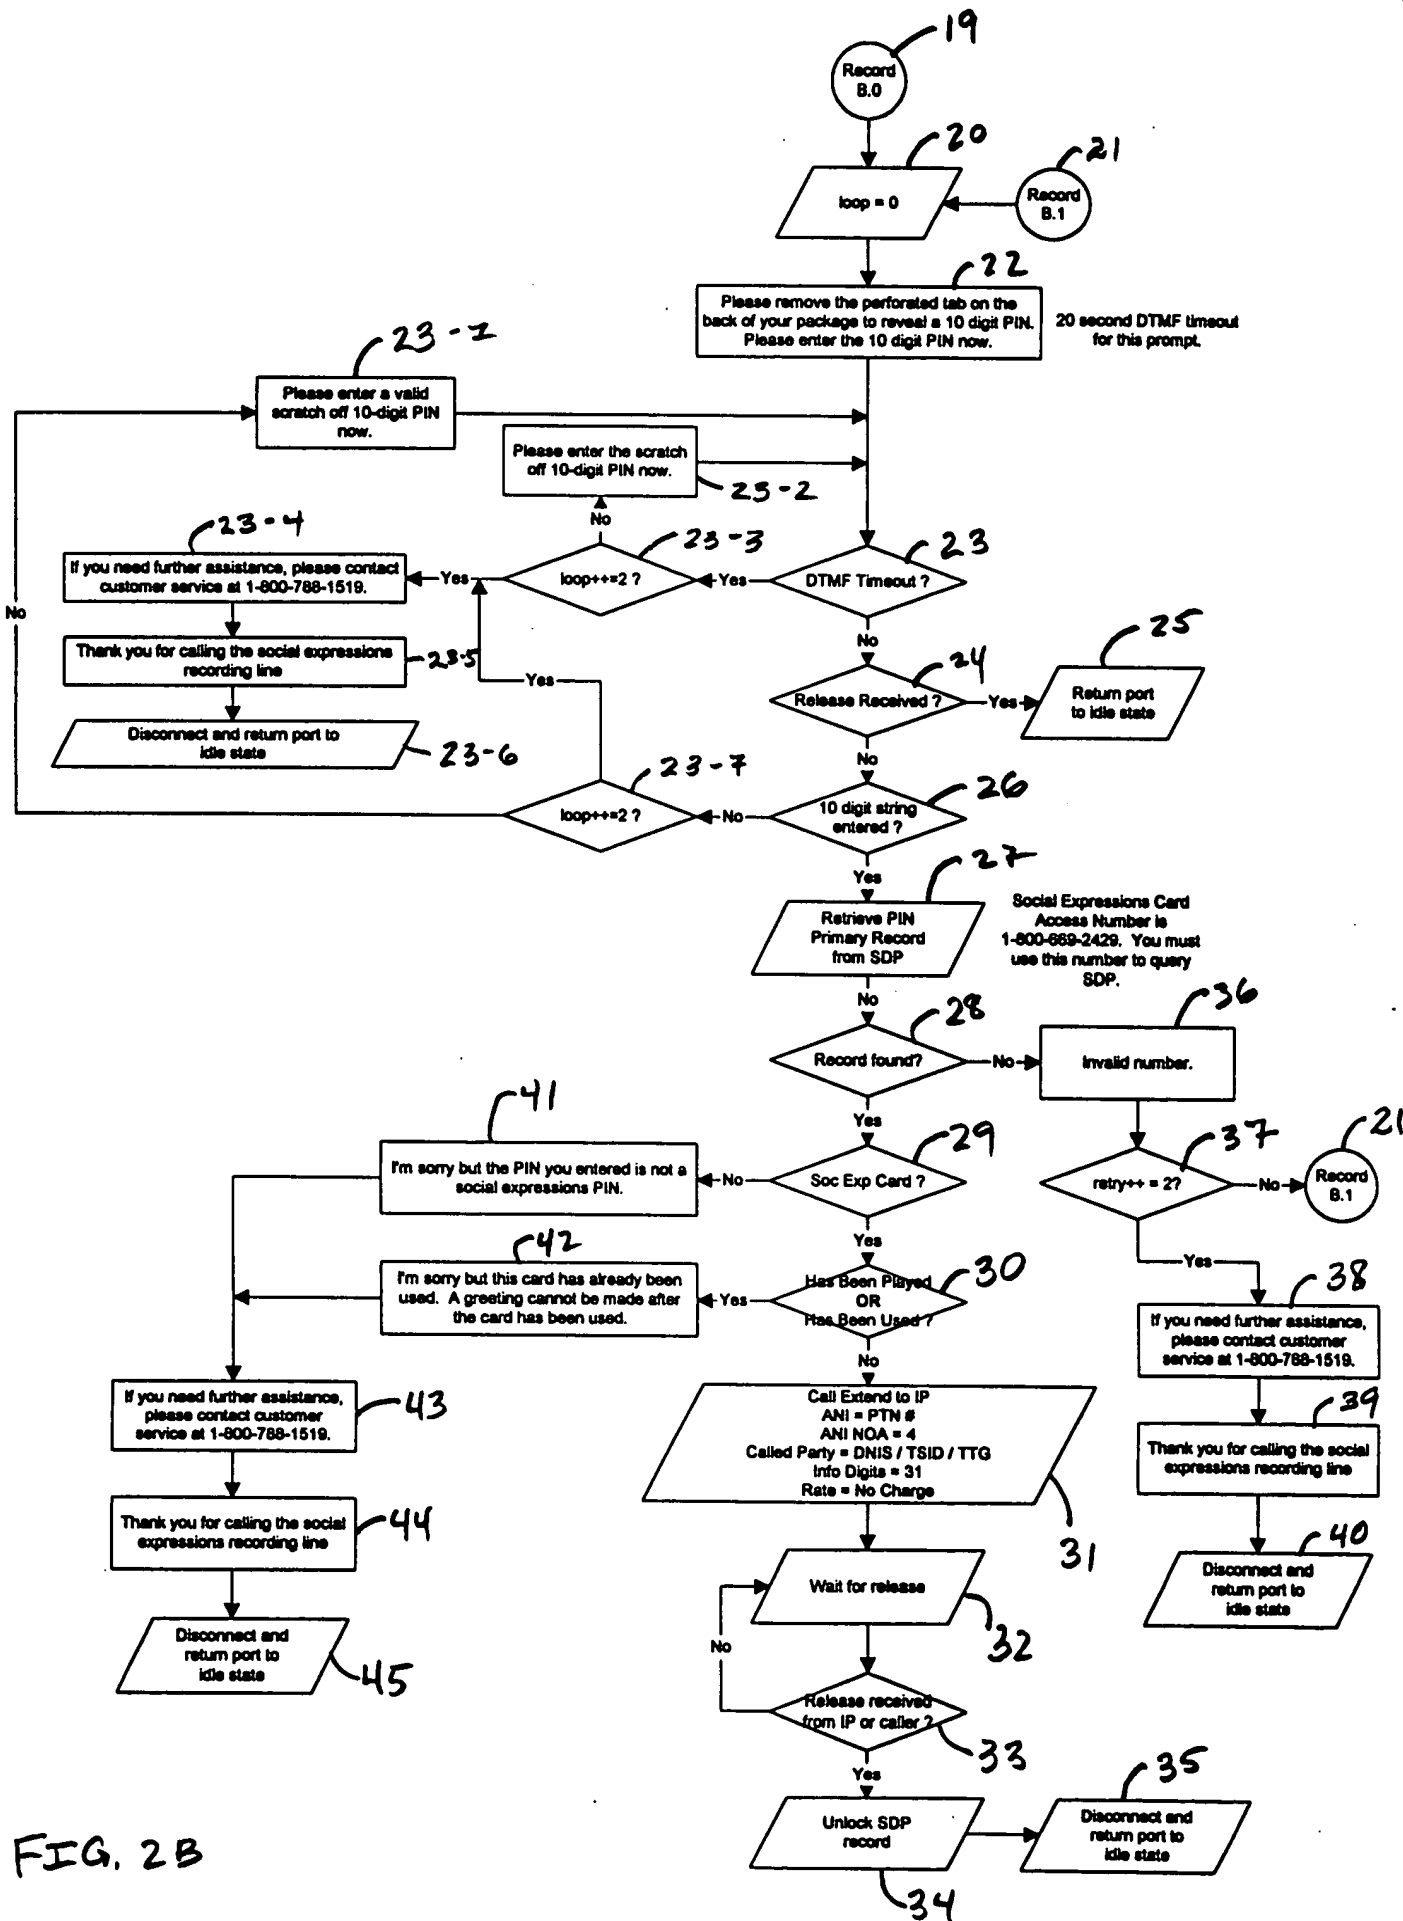 19
Record
B.0
20
21
loop = 0
Record
B.1
22
Please remove the perforated tab on the
back of your package to reveal a 10 digit PIN.
Please enter the 10 digit PIN now.
20 second DTMF timeout
for this prompt.
23-1
Please enter a valid
scratch off 10-digit PIN
now.
Please enter the scratch
off 10-digit PIN now.
23-2
No
23-4
23-3
23
If you need further assistance, please contact
customer service at 1-800-788-1519.
Yes
loop++=2 ?
Yes
DTMF Timeout ?
No
No
Thank you for calling the social expressions
recording line
23-5
25
24
Yes
Release Received ?
Yes
Return port
to idle state
Disconnect and return port to
idle state
23-6
No
23-7
26
loop++=2 ?
No
10 digit string
entered ?
27
Yes
Retrieve PIN
Primary Record
from SDP
Social Expressions Card
Access Number is
1-800-669-2429. You must
use this number to query
SDP.
No
36
28
Record found?
No
Invalid number.
41
Yes
29
37
21
I'm sorry but the PIN you entered is not a
social expressions PIN.
No
Soc Exp Card ?
retry++ = 2?
No
Record
B.1
42
Yes
30
Yes
I'm sorry but this card has already been
used. A greeting cannot be made after
the card has been used.
Yes
Has Been Played
OR
Has Been Used ?
38
If you need further assistance,
please contact customer
service at 1-800-788-1519.
No
If you need further assistance,
please contact customer
service at 1-800-788-1519.
43
Call Extend to IP
ANI = PTN #
ANI NOA = 4
Called Party = DNIS / TSID / TTG
Info Digits = 31
Rate = No Charge
31
39
Thank you for calling the social
expressions recording line
Thank you for calling the social
expressions recording line
44
40
Wait for release
32
Disconnect and
return port to
idle state
Disconnect and
return port to
idle state
45
No
Release received
from IP or caller ?
33
Yes
35
Unlock SDP
record
34
Disconnect and
return port to
idle state
FIG. 2B